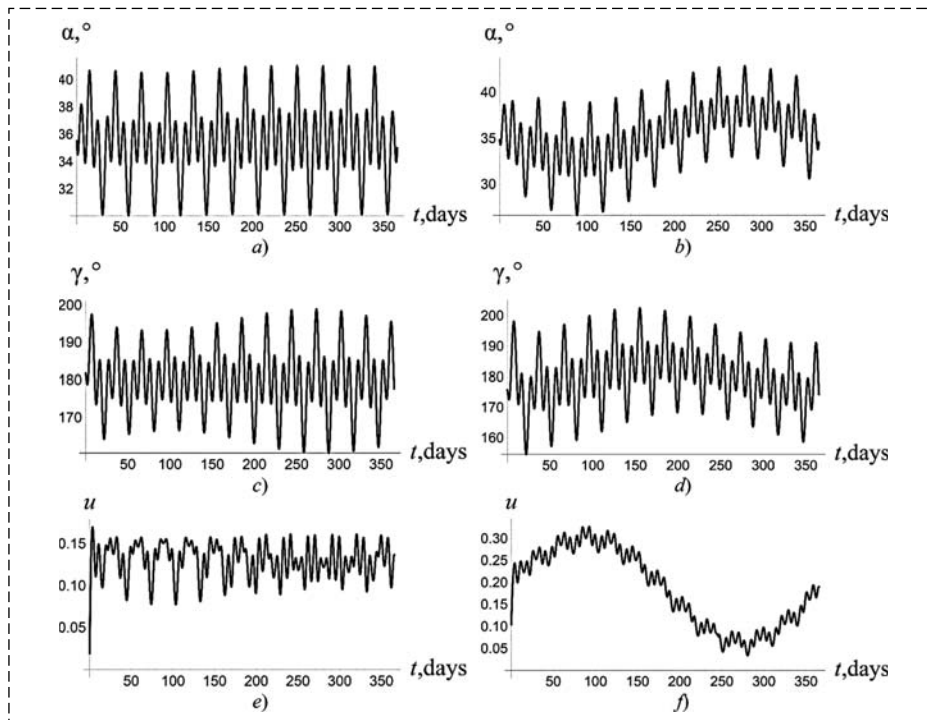 α,° α,°
40 38 36 34 32
40 35 30
50 100 150 200 250 300 350 t,days
50 100 150 200 250 300 350 t,days
a) b)
γ,° γ,°
200 190 180 170
200 190 180 170 160
50 100 150 200 250 300 350 t,days
50 100 150 200 250 300 350 t,days
c) d)
u u
0.15 0.10 0.05
0.30 0.25 0.20 0.15 0.10 0.05
50 100 150 200 250 300 350 t,days
50 100 150 200 250 300 350 t,days
e) f)